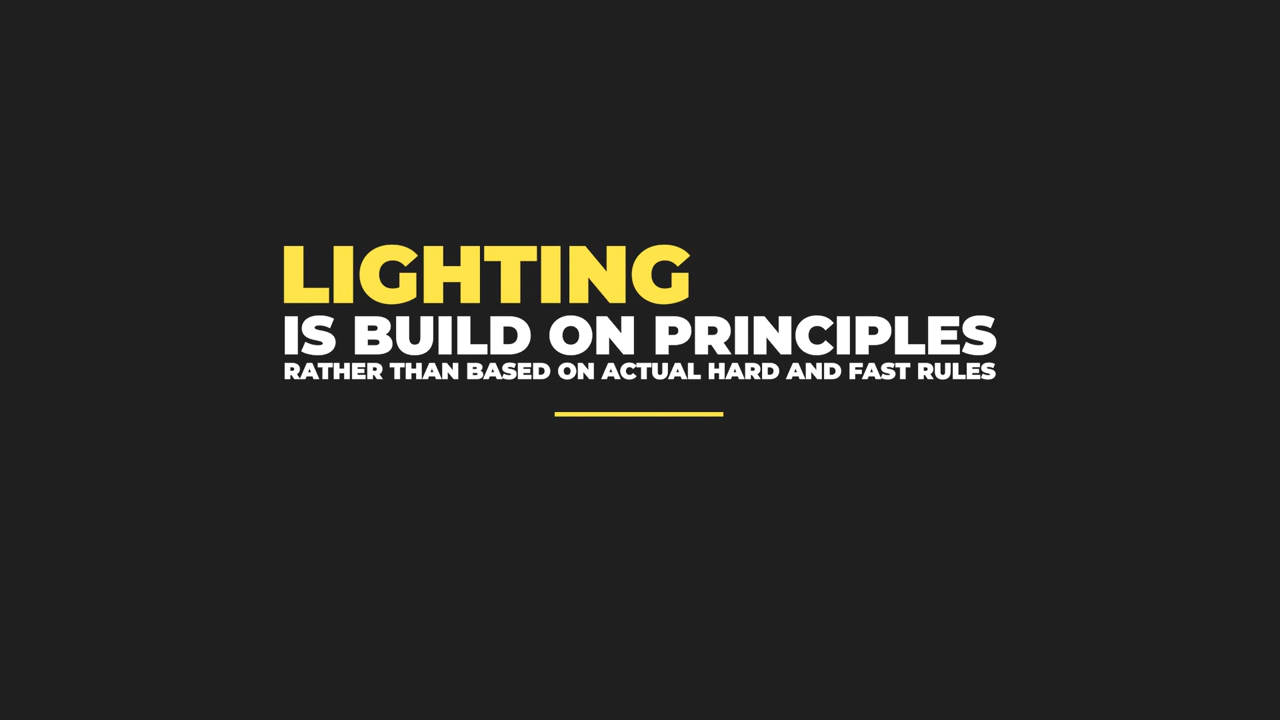 LIGHTING
IS BUILD ON PRINCIPLES
RATHER THAN BASED ON ACTUAL HARD AND FAST RULES